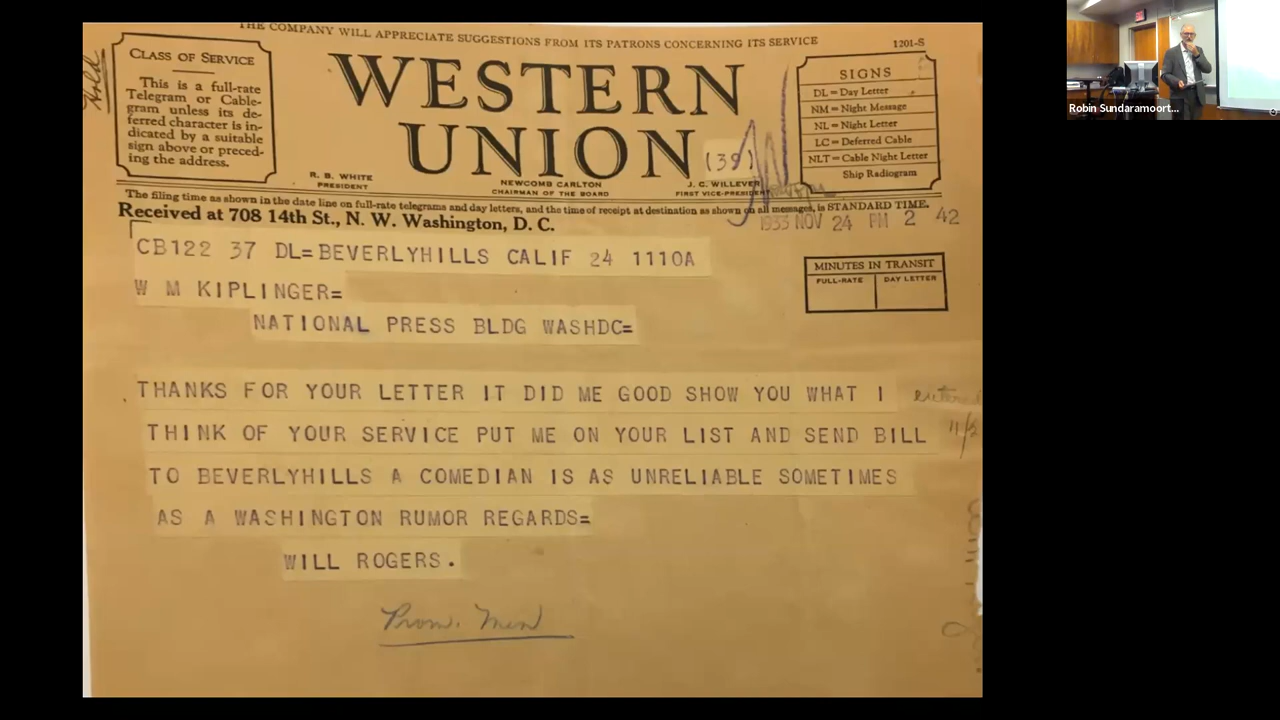 THE COMPANY WILL APPRECIATE SUGGESTIONS FROM ITS PATRONS CONCERNING ITS SERVICE
1201-S
Hold
CLASS OF SERVICE
This is a full-rate
Telegram or Cable-
gram unless its de-
ferred character is in-
dicated by a suitable
sign above or preced-
ing the address.
WESTERN
UNION
(39)
R. B. WHITE
PRESIDENT
NEWCOMB CARLTON
CHAIRMAN OF THE BOARD
J. C. WILLEVER
FIRST VICE-PRESIDENT
SIGNS
DL = Day Letter
NM = Night Message
NL = Night Letter
LC = Deferred Cable
NLT = Cable Night Letter
Ship Radiogram
The filing time as shown in the date line on full-rate telegrams and day letters, and the time of receipt at destination as shown on all messages, is STANDARD TIME.
Received at 708 14th St., N. W. Washington, D. C.
1933 NOV 24 PM 2 42
CB122 37 DL=BEVERLYHILLS CALIF 24 1110A
W M KIPLINGER=
NATIONAL PRESS BLDG WASHDC=
MINUTES IN TRANSIT
FULL-RATE
DAY LETTER
THANKS FOR YOUR LETTER IT DID ME GOOD SHOW YOU WHAT I
THINK OF YOUR SERVICE PUT ME ON YOUR LIST AND SEND BILL
TO BEVERLYHILLS A COMEDIAN IS AS UNRELIABLE SOMETIMES
AS A WASHINGTON RUMOR REGARDS=
WILL ROGERS.
Prom. Men
Robin Sundaramoort...